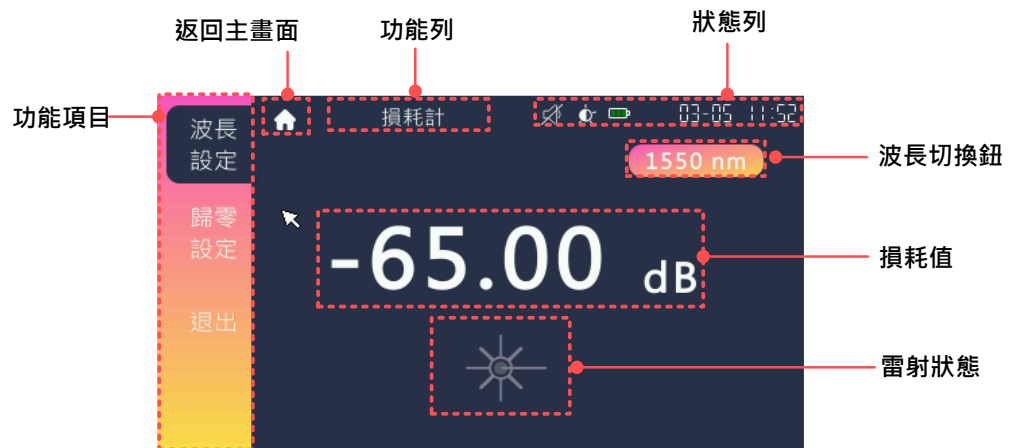 返回主畫面
功能列
狀態列
功能項目
波長
設定
損耗計
03-05 11:52
1550 nm
波長切換鈕
歸零
設定
-65.00 dB
損耗值
退出
雷射狀態